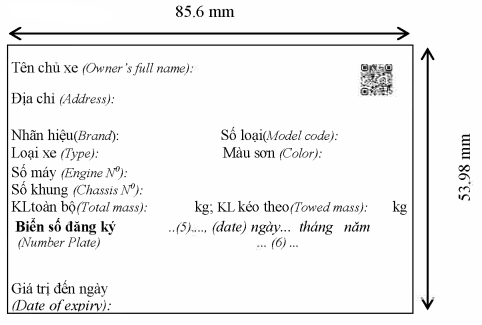 85.6 mm
Tên chủ xe (Owner's full name):
Địa chỉ (Address):
Nhãn hiệu(Brand): Số loại(Model code):
Loại xe (Type): Màu sơn (Color):
Số máy (Engine Nº):
Số khung (Chassis Nº):
KLtoàn bộ(Total mass): kg; KL kéo theo(Towed mass): kg
Biển số đăng ký ..(5)...., (date) ngày... tháng năm
(Number Plate) ... (6) ...
Giá trị đến ngày
(Date of expiry):
53.98 mm